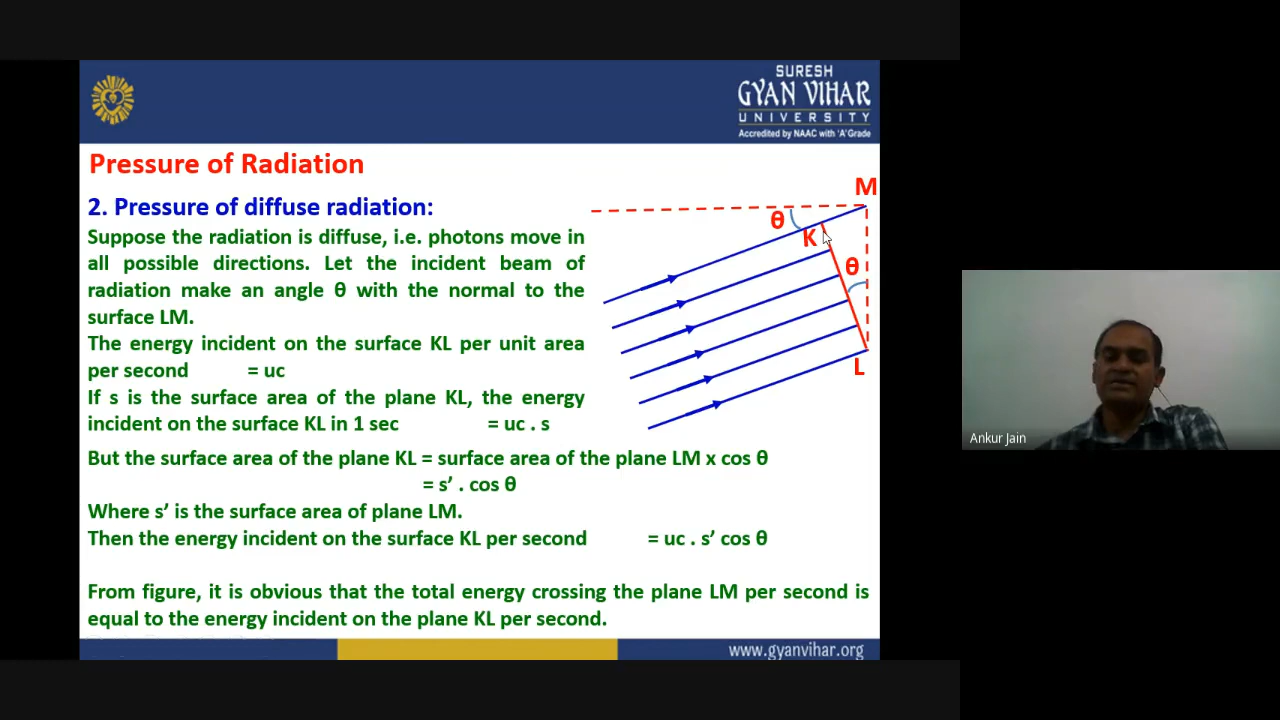 SURESH
GYAN VIHAR
UNIVERSITY
Accredited by NAAC with 'A' Grade
Pressure of Radiation
2. Pressure of diffuse radiation:
Suppose the radiation is diffuse, i.e. photons move in
all possible directions. Let the incident beam of
radiation make an angle θ with the normal to the
surface LM.
The energy incident on the surface KL per unit area
per second = uc
If s is the surface area of the plane KL, the energy
incident on the surface KL in 1 sec = uc . s
M
θ
K
θ
L
But the surface area of the plane KL = surface area of the plane LM x cos θ
= s’ . cos θ
Where s’ is the surface area of plane LM.
Then the energy incident on the surface KL per second = uc . s’ cos θ
From figure, it is obvious that the total energy crossing the plane LM per second is
equal to the energy incident on the plane KL per second.
www.gyanvihar.org
Ankur Jain